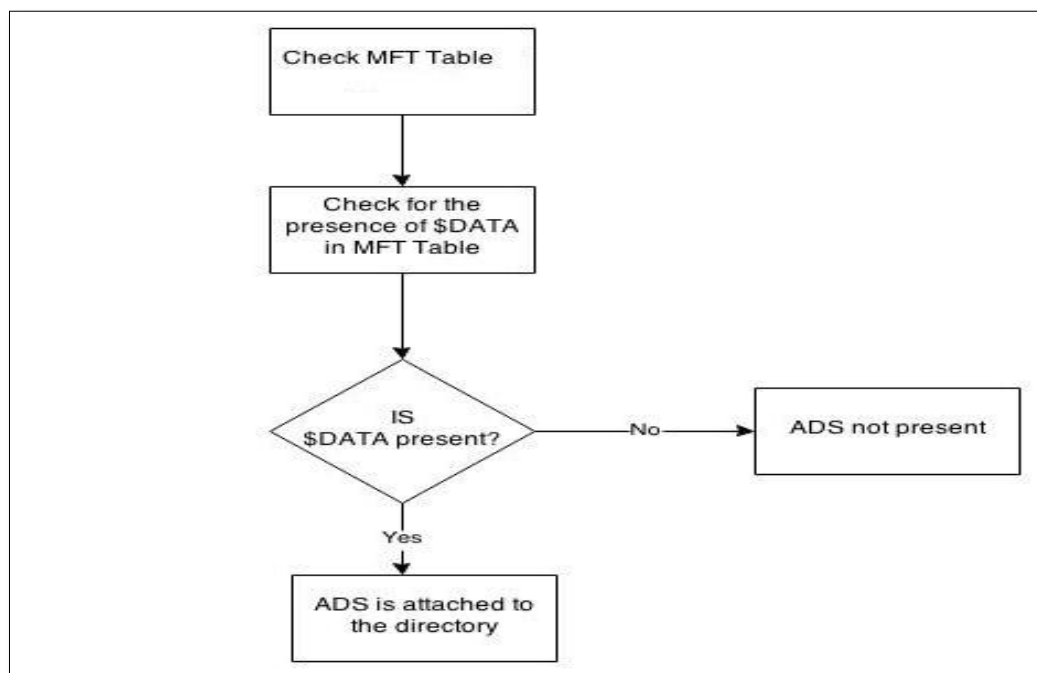 Check MFT Table
Check for the
presence of $DATA
in MFT Table
IS
$DATA present?
No
ADS not present
Yes
ADS is attached to
the directory